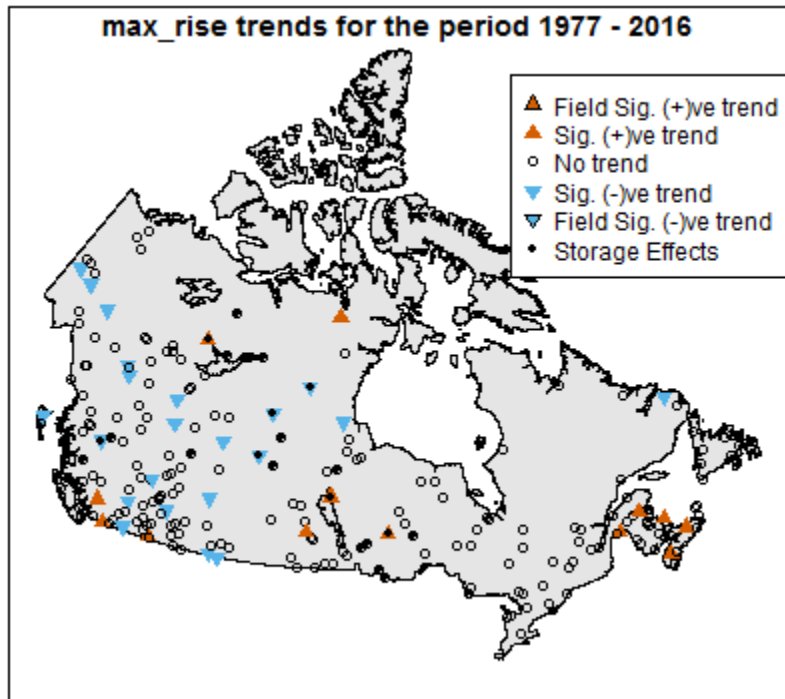 max_rise trends for the period 1977 - 2016
Field Sig. (+)ve trend
Sig. (+)ve trend
No trend
Sig. (-)ve trend
Field Sig. (-)ve trend
Storage Effects